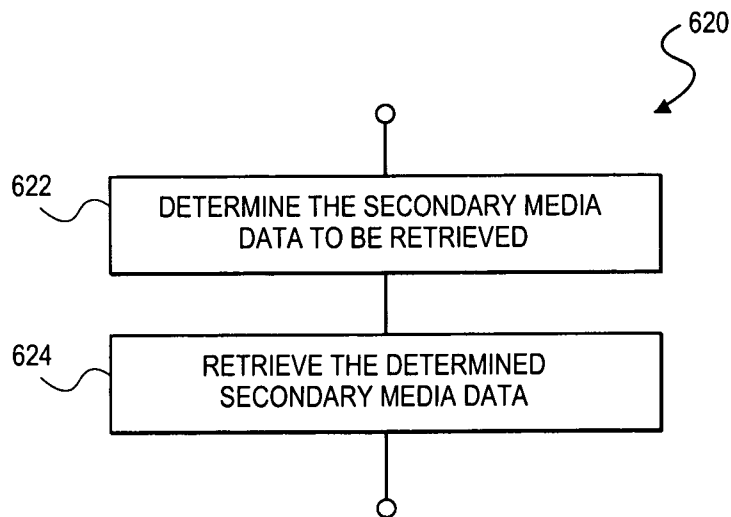 620
622
DETERMINE THE SECONDARY MEDIA
DATA TO BE RETRIEVED
624
RETRIEVE THE DETERMINED
SECONDARY MEDIA DATA